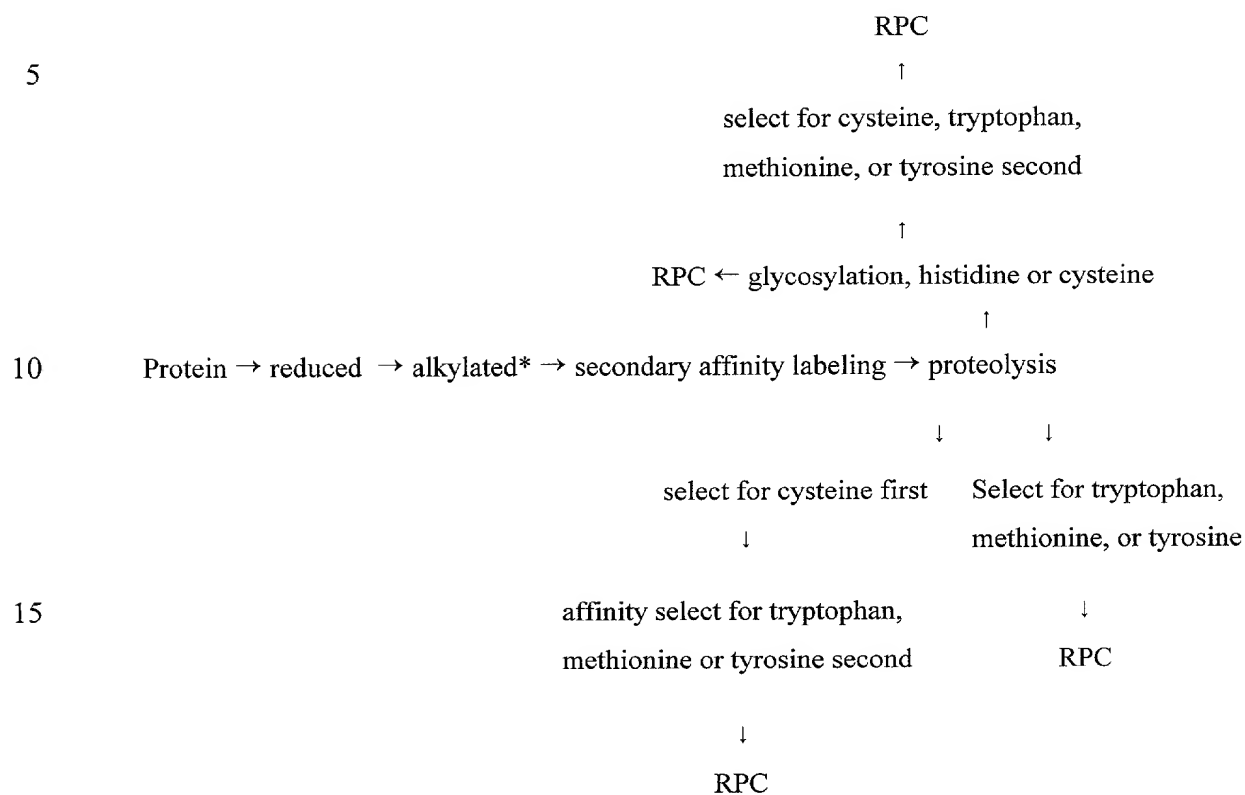 RPC
5
↑
select for cysteine, tryptophan,
methionine, or tyrosine second
↑
RPC ← glycosylation, histidine or cysteine
↑
10 Protein → reduced → alkylated* → secondary affinity labeling → proteolysis
↓ ↓
select for cysteine first Select for tryptophan,
↓ methionine, or tyrosine
15 affinity select for tryptophan, ↓
methionine or tyrosine second RPC
↓
RPC